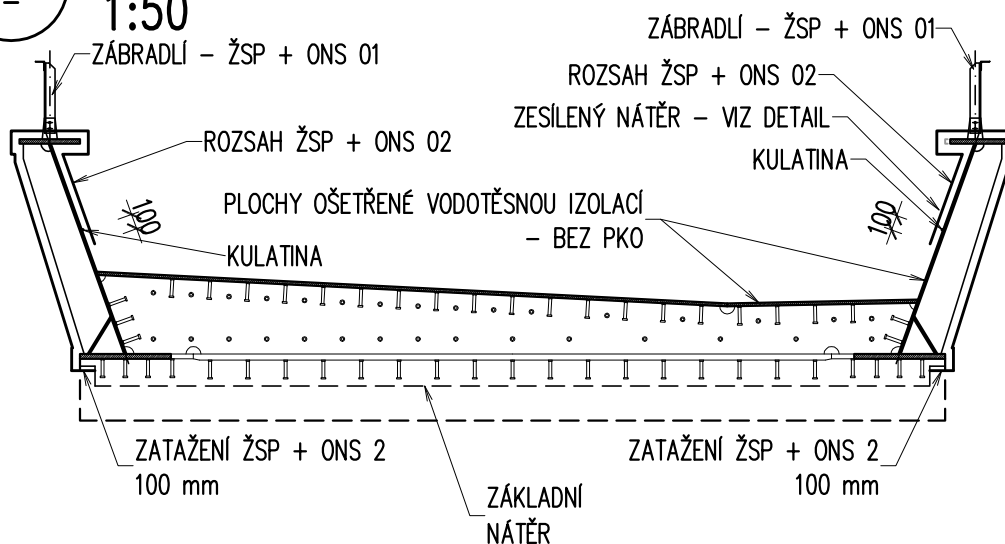 1:50
ZÁBRADLÍ – ŽSP + ONS 01
ZÁBRADLÍ – ŽSP + ONS 01
ROZSAH ŽSP + ONS 02
ZESÍLENÝ NÁTĚR – VIZ DETAIL
ROZSAH ŽSP + ONS 02
KULATINA
PLOCHY OŠETŘENÉ VODOTĚSNOU IZOLACÍ
– BEZ PKO
100
100
KULATINA
ZATAŽENÍ ŽSP + ONS 2
100 mm
ZATAŽENÍ ŽSP + ONS 2
100 mm
ZÁKLADNÍ
NÁTĚR